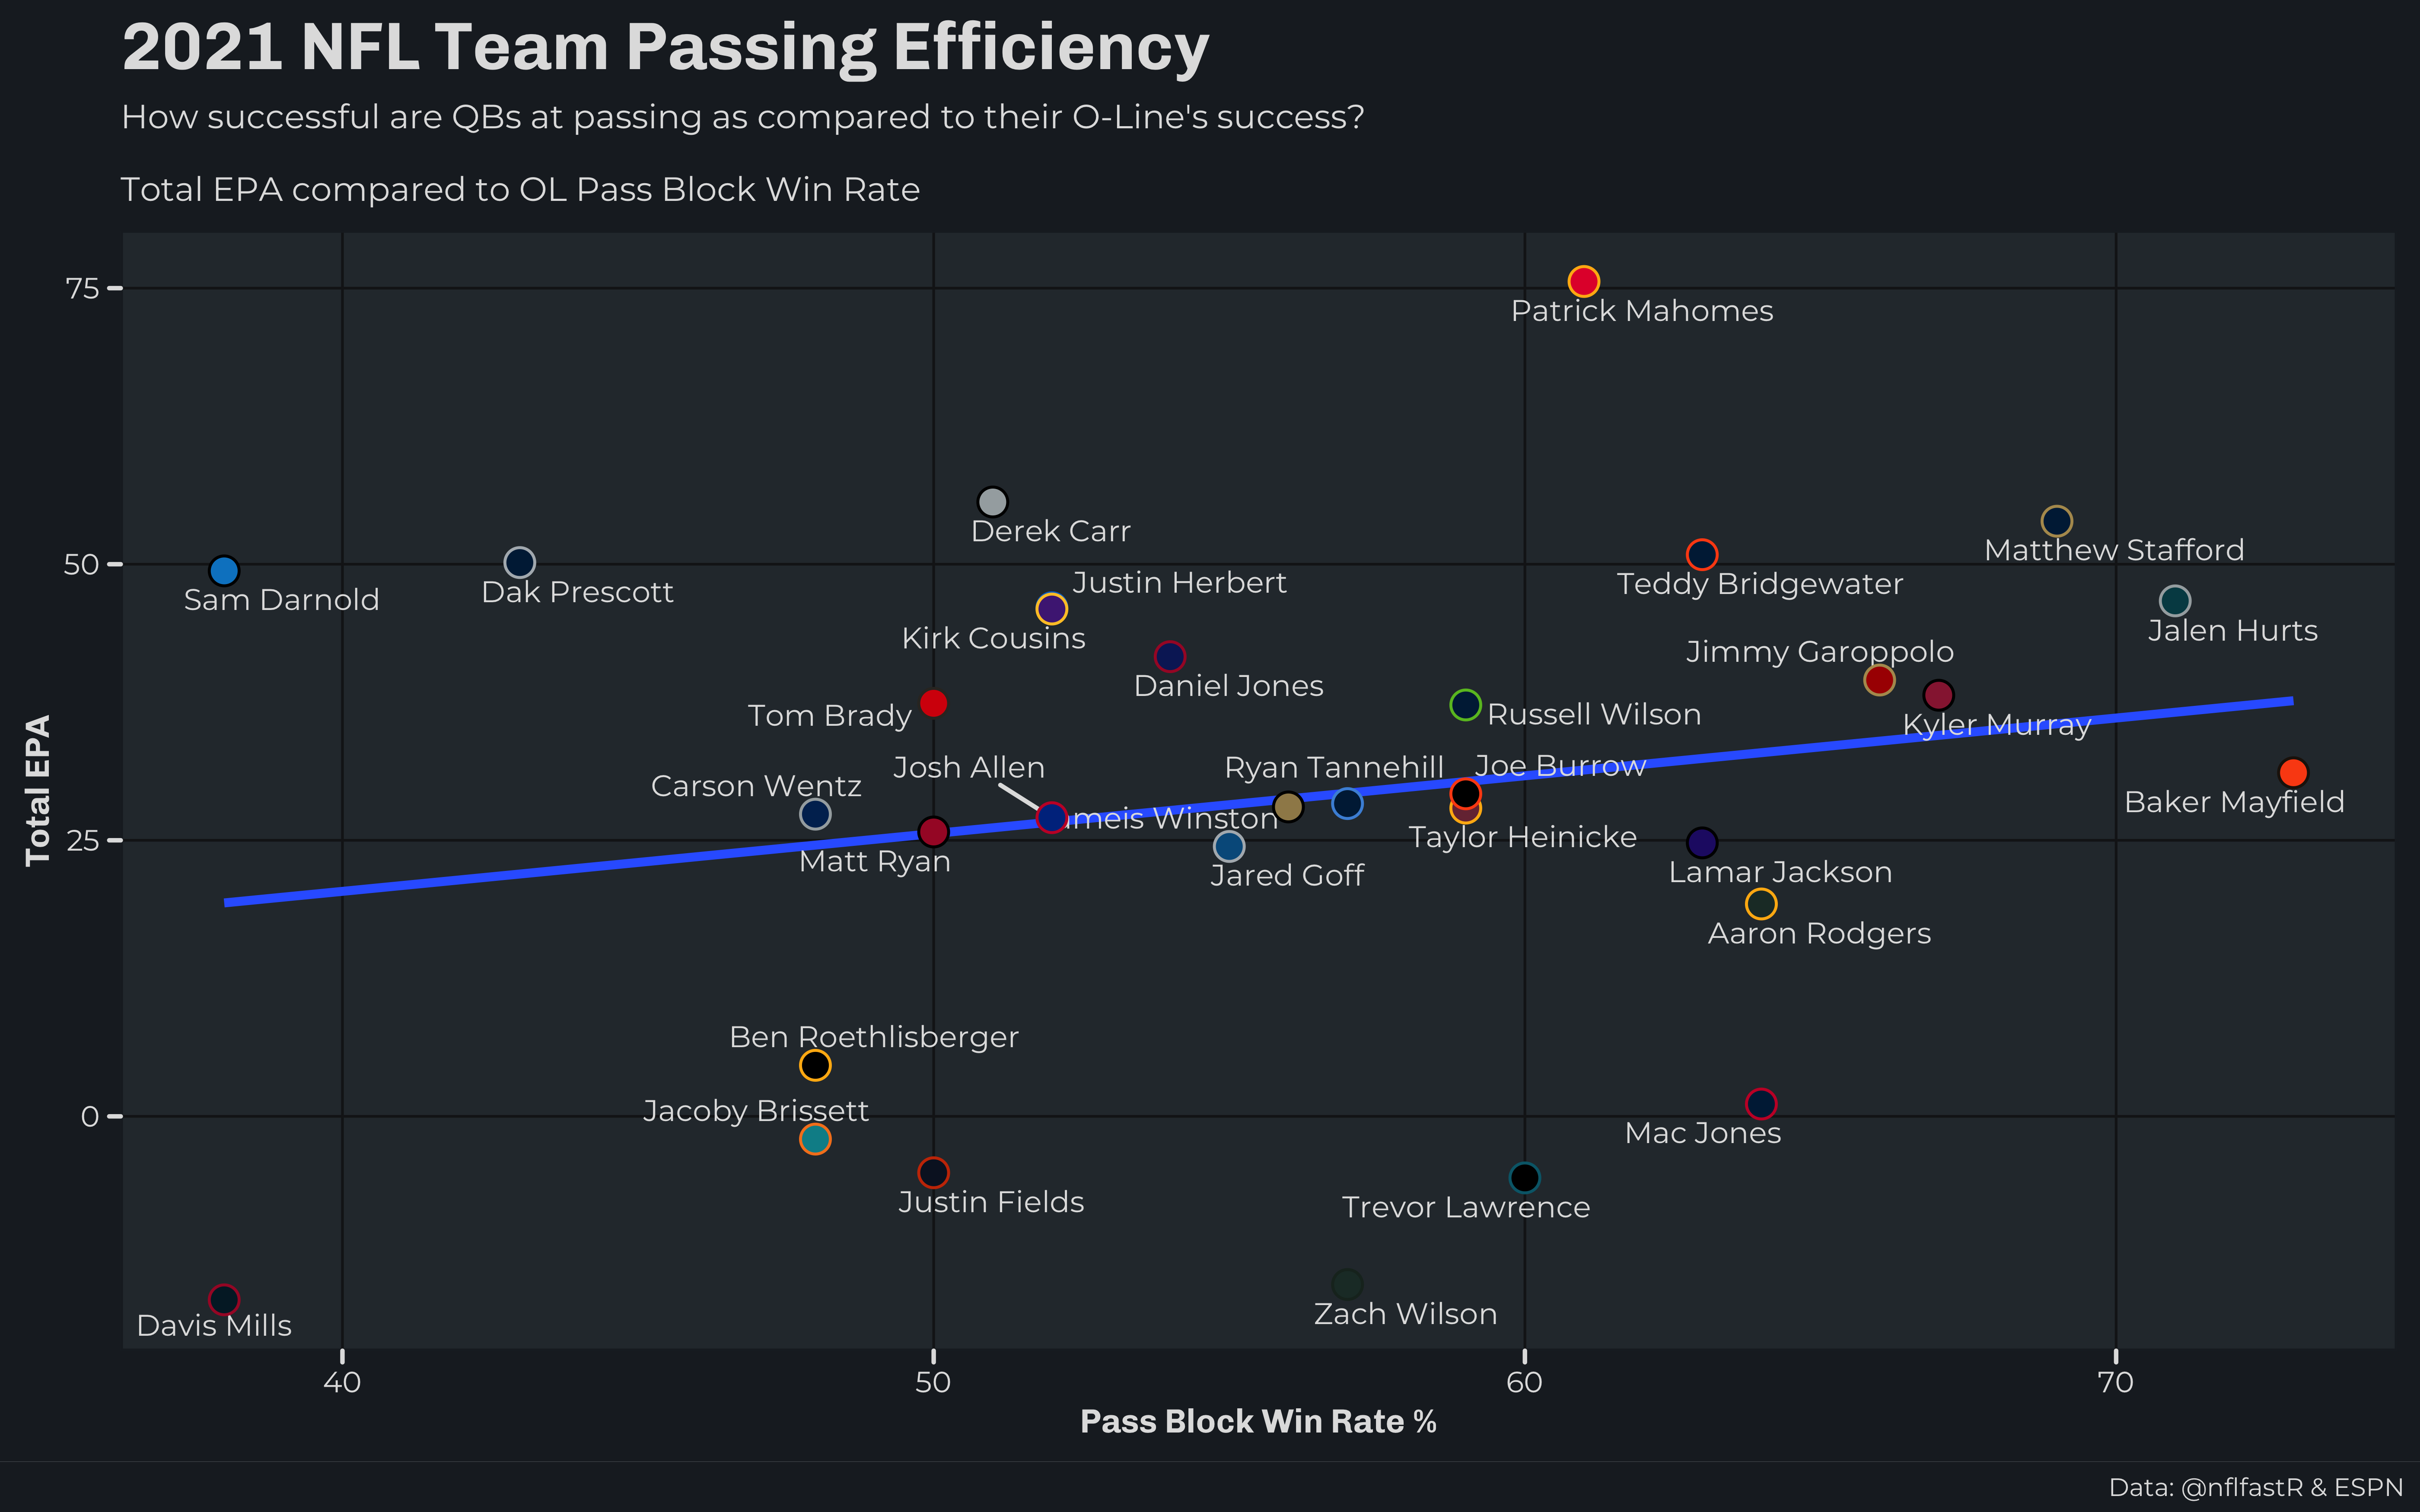 2021 NFL Team Passing Efficiency
How successful are QBs at passing as compared to their O-Line's success?
Total EPA compared to OL Pass Block Win Rate
75
Patrick Mahomes
Derek Carr
Matthew Stafford
50
Sam Darnold
Dak Prescott
Justin Herbert
Teddy Bridgewater
Kirk Cousins
Jalen Hurts
Jimmy Garoppolo
Daniel Jones
Tom Brady
Russell Wilson
Kyler Murray
Total EPA
Josh Allen
Ryan Tannehill
Joe Burrow
Carson Wentz
Baker Mayfield
ameis Winston
25
Matt Ryan
Taylor Heinicke
Jared Goff
Lamar Jackson
Aaron Rodgers
Ben Roethlisberger
Jacoby Brissett
0
Mac Jones
Justin Fields
Trevor Lawrence
Davis Mills
Zach Wilson
40
50
60
70
Pass Block Win Rate %
Data: @nflfastR & ESPN